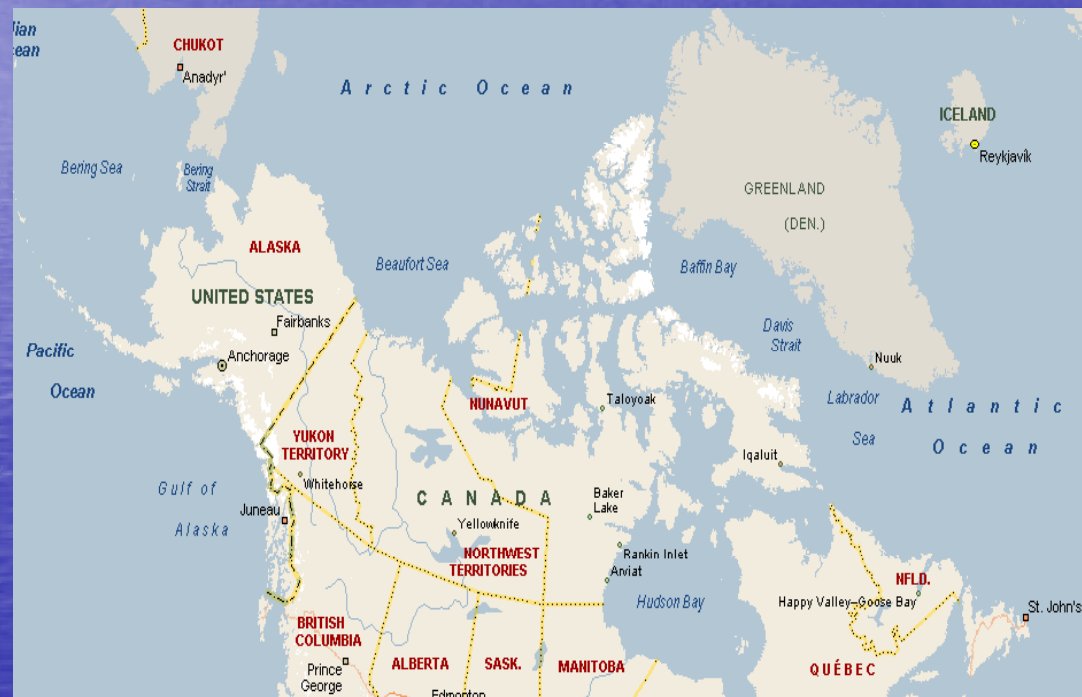 ian
ean
CHUKOT
Anadyr'
Arctic Ocean
ICELAND
Reykjavík
Bering Sea
Bering
Strait
GREENLAND
(DEN.)
ALASKA
Beaufort Sea
Baffin Bay
UNITED STATES
Fairbanks
Davis
Strait
Pacific
Ocean
Anchorage
Nuuk
NUNAVUT
Taloyoak
Labrador
Sea
Atlantic
Ocean
YUKON
TERRITORY
Iqaluit
Whitehorse
Gulf of
Alaska
CANADA
Baker
Lake
Juneau
Yellowknife
NORTHWEST
TERRITORIES
Rankin Inlet
Arviat
Hudson Bay
NFLD.
Happy Valley-Goose Bay
St. John's
BRITISH
COLUMBIA
Prince
George
ALBERTA
SASK.
MANITOBA
QUÉBEC
Edmonton